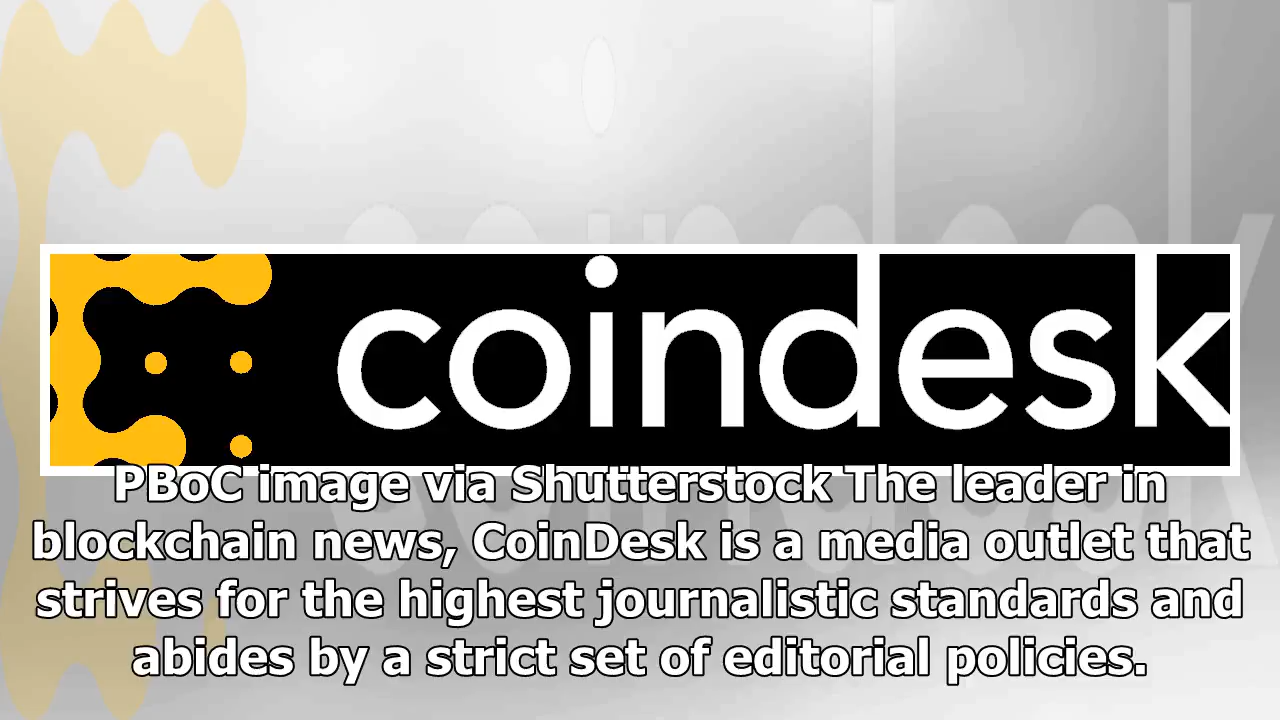 coindesk
PBoC image via Shutterstock The leader in
blockchain news, CoinDesk is a media outlet that
strives for the highest journalistic standards and
abides by a strict set of editorial policies.